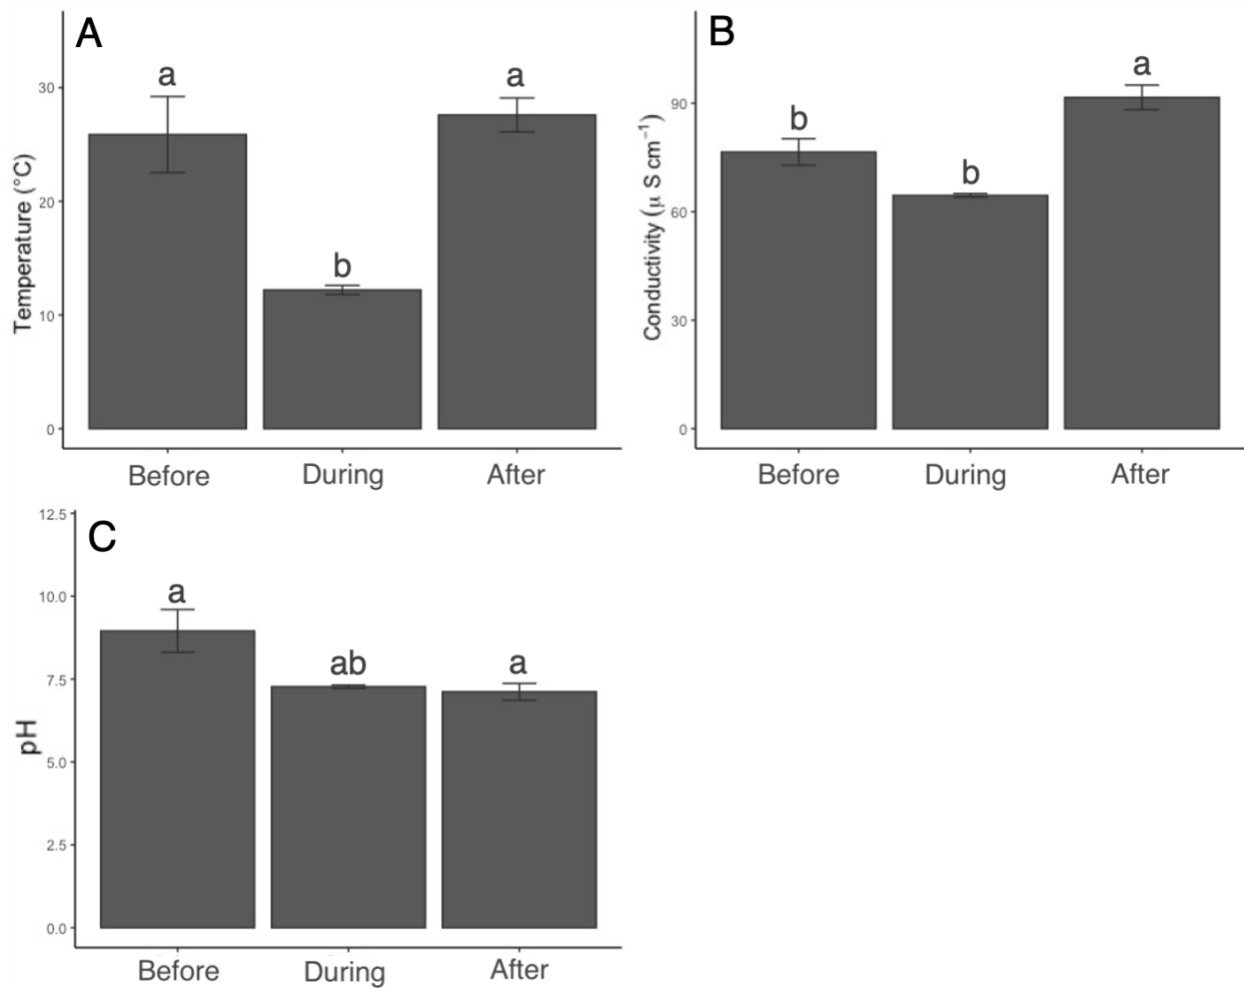 A
a
a
b
30
20
10
0
Temperature (°C)
Before
During
After
B
a
b
b
90
60
30
0
Conductivity (μ S cm⁻¹)
Before
During
After
C
a
ab
a
12.5
10.0
7.5
5.0
2.5
0.0
pH
Before
During
After